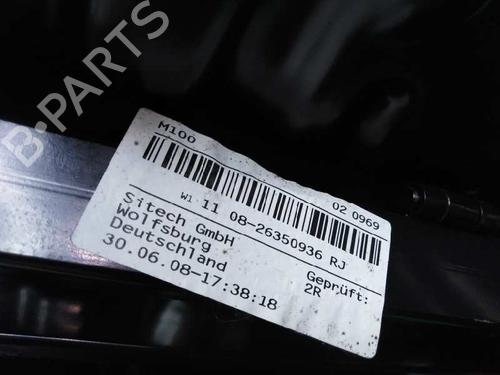 B-PARTS
M100 02 0969
W1 11 08-26350936 RJ
Sitech GmbH
Wolfsburg
Deutschland
30.06.08-17:38:18
Geprüft:
2R